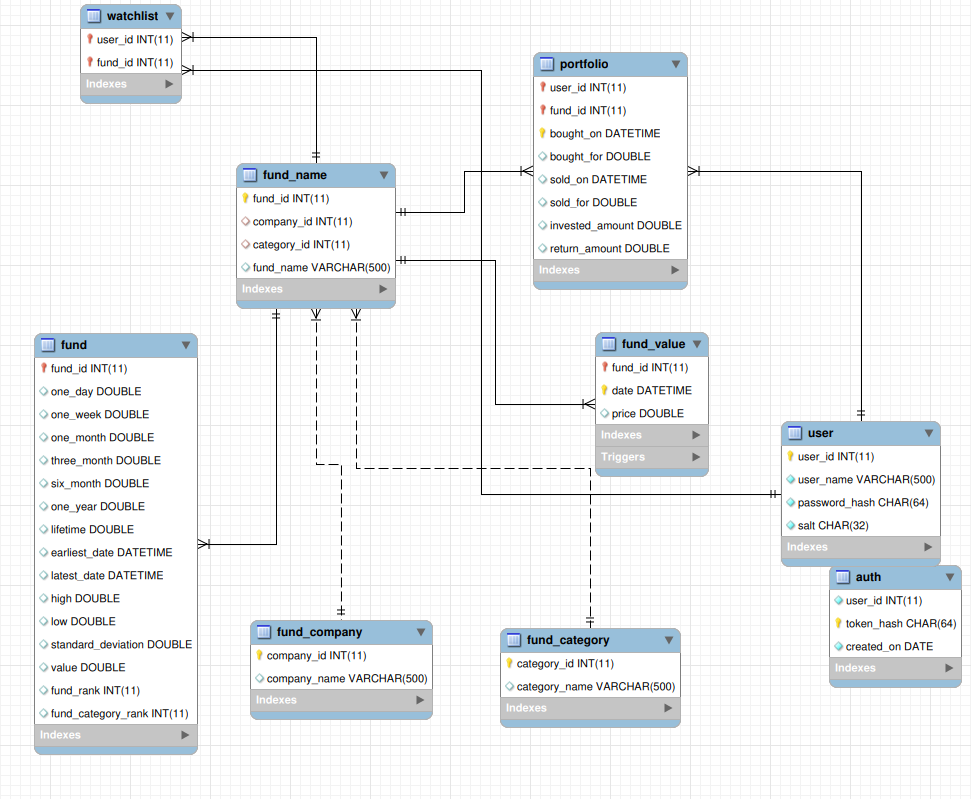 watchlist
user_id INT(11)
fund_id INT(11)
Indexes
portfolio
user_id INT(11)
fund_id INT(11)
bought_on DATETIME
bought_for DOUBLE
sold_on DATETIME
sold_for DOUBLE
invested_amount DOUBLE
return_amount DOUBLE
Indexes
fund_name
fund_id INT(11)
company_id INT(11)
category_id INT(11)
fund_name VARCHAR(500)
Indexes
fund
fund_id INT(11)
one_day DOUBLE
one_week DOUBLE
one_month DOUBLE
three_month DOUBLE
six_month DOUBLE
one_year DOUBLE
lifetime DOUBLE
earliest_date DATETIME
latest_date DATETIME
high DOUBLE
low DOUBLE
standard_deviation DOUBLE
value DOUBLE
fund_rank INT(11)
fund_category_rank INT(11)
Indexes
fund_value
fund_id INT(11)
date DATETIME
price DOUBLE
Indexes
Triggers
user
user_id INT(11)
user_name VARCHAR(500)
password_hash CHAR(64)
salt CHAR(32)
Indexes
auth
user_id INT(11)
token_hash CHAR(64)
created_on DATE
Indexes
fund_company
company_id INT(11)
company_name VARCHAR(500)
Indexes
fund_category
category_id INT(11)
category_name VARCHAR(500)
Indexes